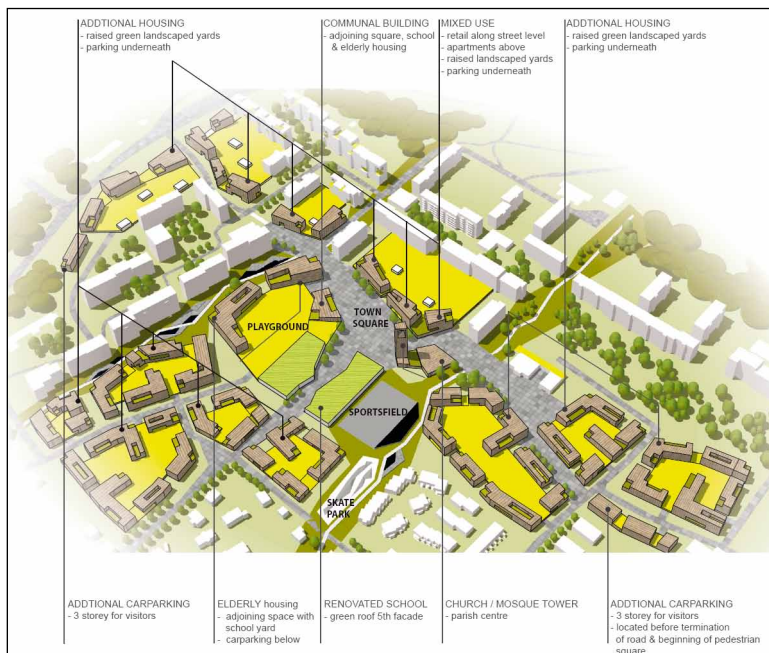 ADDTIONAL HOUSING
- raised green landscaped yards
- parking underneath
COMMUNAL BUILDING
- adjoining square, school
& elderly housing
MIXED USE
- retail along street level
- apartments above
- raised landscaped yards
- parking underneath
ADDTIONAL HOUSING
- raised green landscaped yards
- parking underneath
PLAYGROUND
TOWN
SQUARE
SPORTSFIELD
SKATE
PARK
ADDTIONAL CARPARKING
- 3 storey for visitors
ELDERLY housing
- adjoining space with
school yard
- carparking below
RENOVATED SCHOOL
- green roof 5th facade
CHURCH / MOSQUE TOWER
- parish centre
ADDTIONAL CARPARKING
- 3 storey for visitors
- located before termination
of road & beginning of pedestrian
square